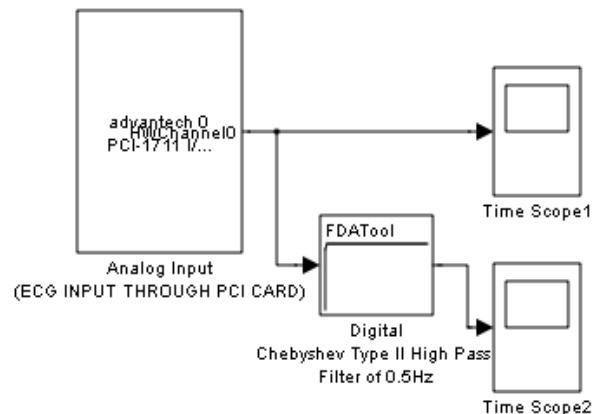 advantech 0
HWChannel0
PCI-1711 I/...
Time Scope1
FDATool
Analog Input
(ECG INPUT THROUGH PCI CARD)
Digital
Chebyshev Type II High Pass
Filter of 0.5Hz
Time Scope2